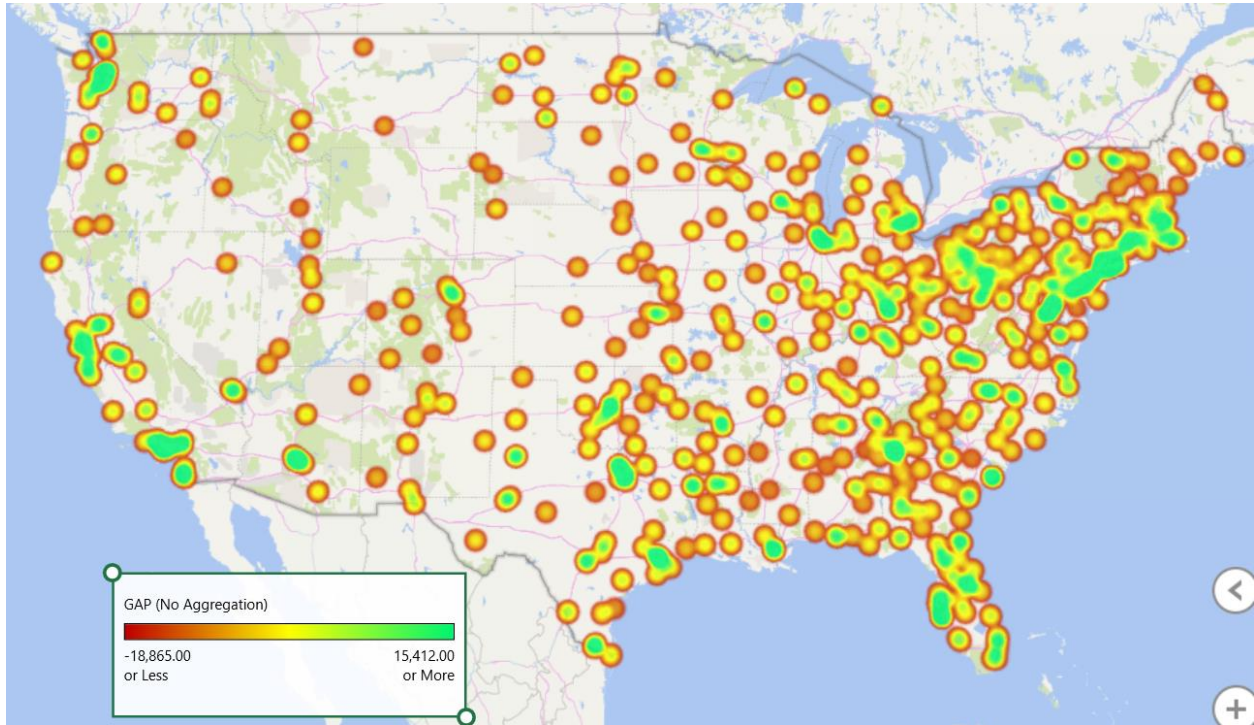 GAP (No Aggregation)
-18,865.00 15,412.00
or Less or More